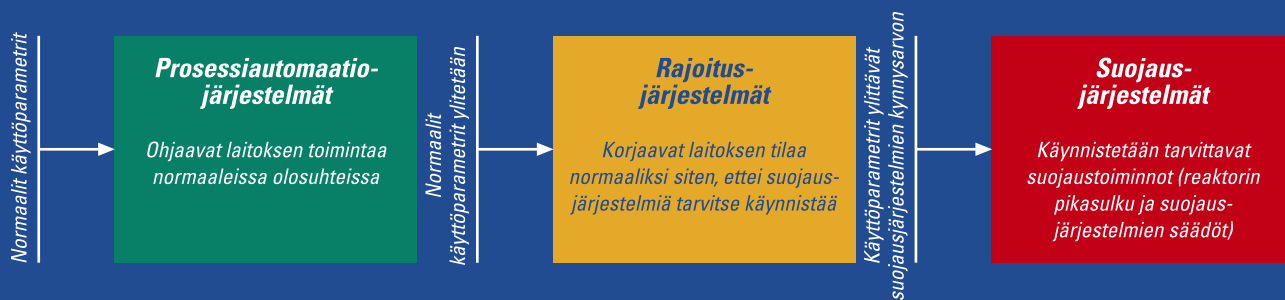 Normaalit käyttöparametrit
Prosessiautomaatio-
järjestelmät
Ohjaavat laitoksen toimintaa
normaaleissa olosuhteissa
Normaalit
käyttöparametrit ylitetään
Rajoitus-
järjestelmät
Korjaavat laitoksen tilaa
normaaliksi siten, ettei suojaus-
järjestelmiä tarvitse käynnistää
Käyttöparametrit ylittävät
suojausjärjestelmien kynnysarvon
Suojaus-
järjestelmät
Käynnistetään tarvittavat
suojaustoiminnot (reaktorin
pikasulku ja suojaus-
järjestelmien säädöt)